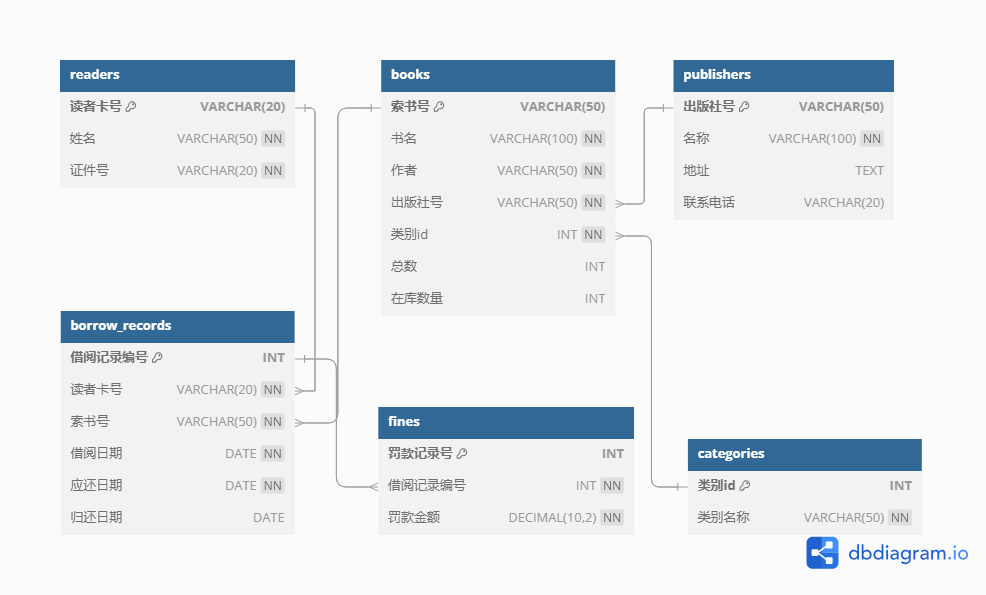 readers
读者卡号 VARCHAR(20)
姓名 VARCHAR(50) NN
证件号 VARCHAR(20) NN
books
索书号 VARCHAR(50)
书名 VARCHAR(100) NN
作者 VARCHAR(50) NN
出版社号 VARCHAR(50) NN
类别id INT NN
总数 INT
在库数量 INT
publishers
出版社号 VARCHAR(50)
名称 VARCHAR(100) NN
地址 TEXT
联系电话 VARCHAR(20)
borrow_records
借阅记录编号 INT
读者卡号 VARCHAR(20) NN
索书号 VARCHAR(50) NN
借阅日期 DATE NN
应还日期 DATE NN
归还日期 DATE
fines
罚款记录号 INT
借阅记录编号 INT NN
罚款金额 DECIMAL(10,2) NN
categories
类别id INT
类别名称 VARCHAR(50) NN
dbdiagram.io